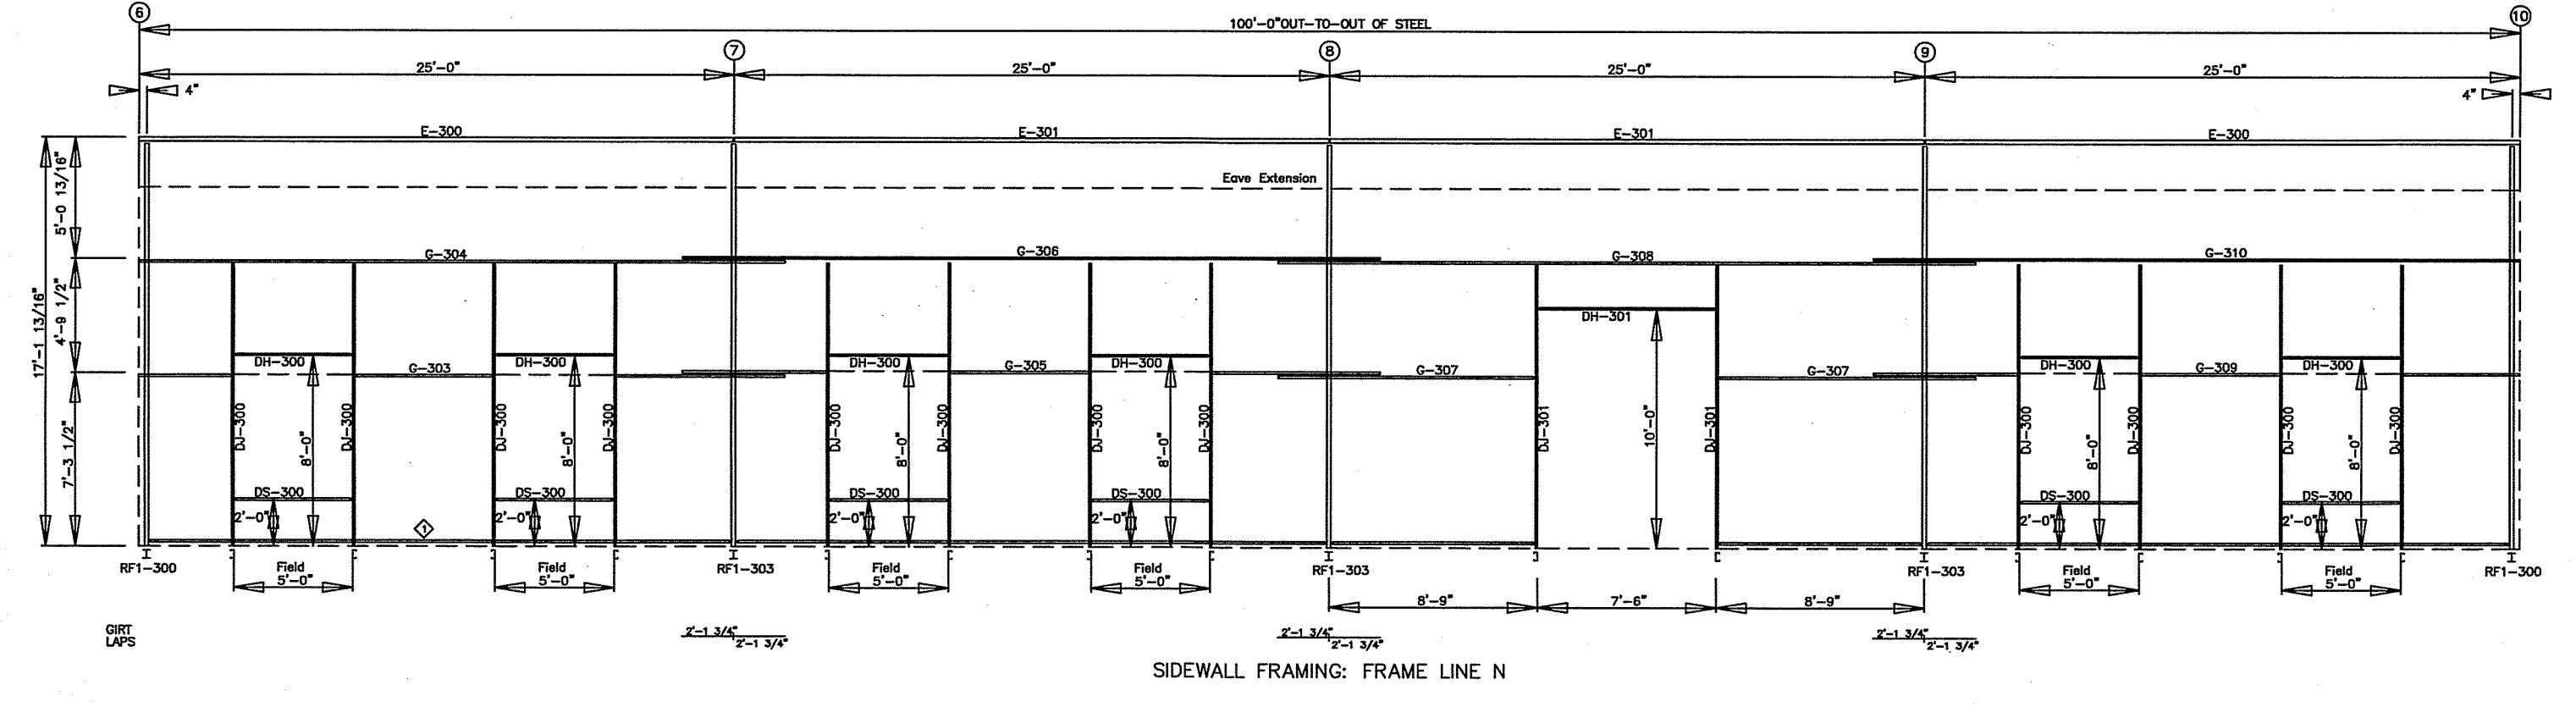 6
10
100'-0"OUT-TO-OUT OF STEEL
7
8
9
25'-0"
25'-0"
25'-0"
25'-0"
4"
4"
E-300
E-301
E-301
E-300
17'-1 13/16"
5'-0 13/16"
4'-9 1/2"
7'-3 1/2"
Eave Extension
G-304
G-306
G-308
G-310
DH-301
DH-300
G-303
DH-300
DH-300
G-305
DH-300
G-307
G-307
DH-300
G-309
DH-300
DJ-300
8'-0"
DJ-300
DJ-300
8'-0"
DJ-300
DJ-300
8'-0"
DJ-300
DJ-300
8'-0"
DJ-300
DJ-301
10'-0"
DJ-301
DJ-300
8'-0"
DJ-300
DJ-300
8'-0"
DJ-300
DS-300
DS-300
DS-300
DS-300
DS-300
DS-300
2'-0"
1
2'-0"
2'-0"
2'-0"
2'-0"
2'-0"
RF1-300
RF1-303
RF1-303
RF1-303
RF1-300
Field
5'-0"
Field
5'-0"
Field
5'-0"
Field
5'-0"
Field
5'-0"
Field
5'-0"
8'-9"
7'-6"
8'-9"
GIRT
LAPS
2'-1 3/4"
2'-1 3/4"
2'-1 3/4"
2'-1 3/4"
2'-1 3/4"
2'-1 3/4"
SIDEWALL FRAMING: FRAME LINE N